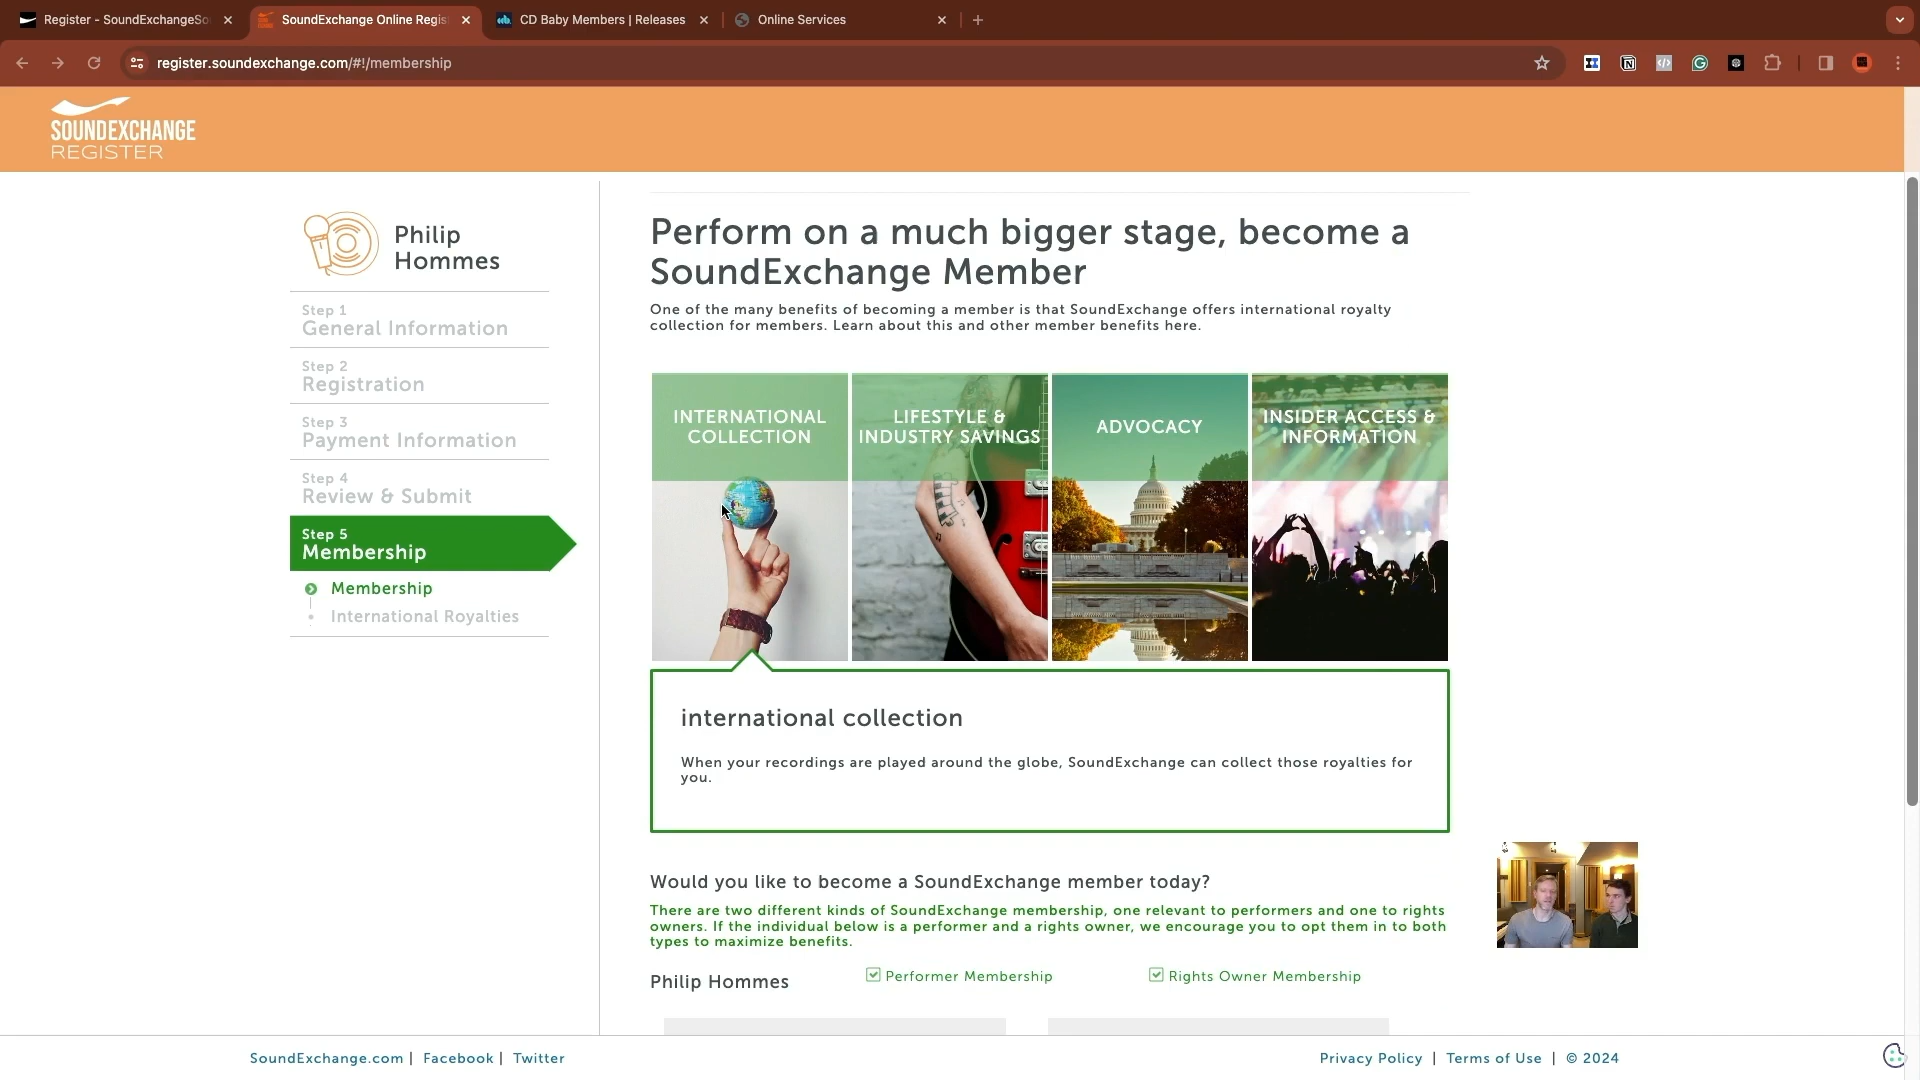 Register - SoundExchangeSo
SoundExchange Online Regis
CD Baby Members | Releases
Online Services
register.soundexchange.com/#!/membership
SOUNDEXCHANGE
REGISTER
Philip
Hommes
Step 1
General Information
Step 2
Registration
Step 3
Payment Information
Step 4
Review & Submit
Step 5
Membership
Membership
International Royalties
Perform on a much bigger stage, become a
SoundExchange Member
One of the many benefits of becoming a member is that SoundExchange offers international royalty
collection for members. Learn about this and other member benefits here.
INTERNATIONAL
COLLECTION
LIFESTYLE &
INDUSTRY SAVINGS
ADVOCACY
INSIDER ACCESS &
INFORMATION
international collection
When your recordings are played around the globe, SoundExchange can collect those royalties for
you.
Would you like to become a SoundExchange member today?
There are two different kinds of SoundExchange membership, one relevant to performers and one to rights
owners. If the individual below is a performer and a rights owner, we encourage you to opt them in to both
types to maximize benefits.
Philip Hommes
Performer Membership
Rights Owner Membership
SoundExchange.com | Facebook | Twitter
Privacy Policy | Terms of Use | © 2024